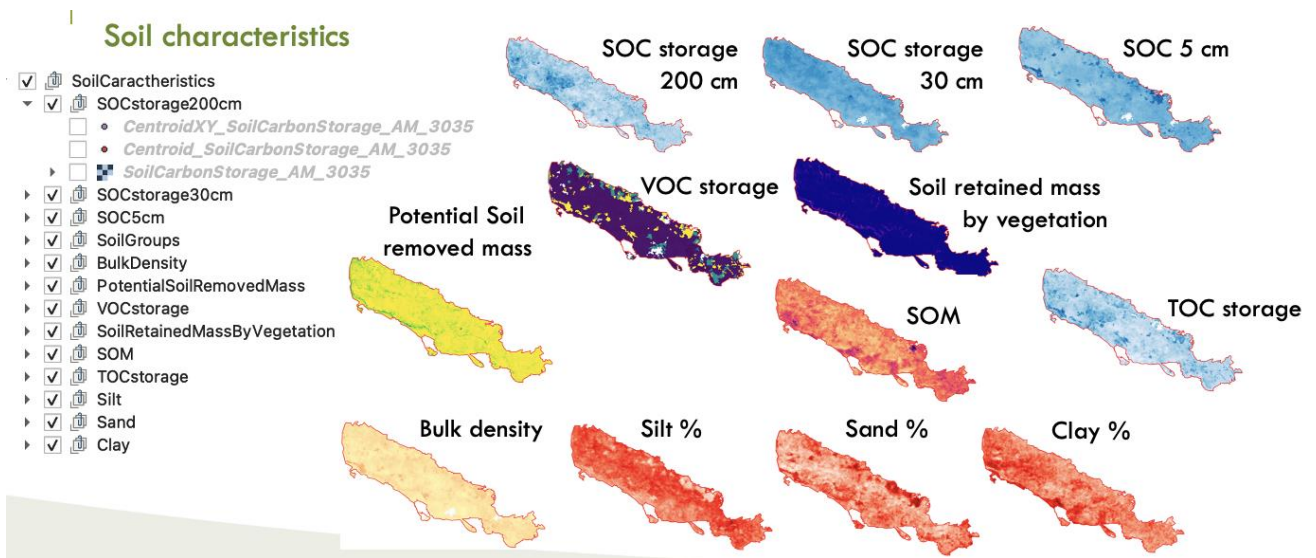 Soil characteristics
SoilCaractheristics
SOCstorage200cm
CentroidXY_SoilCarbonStorage_AM_3035
Centroid_SoilCarbonStorage_AM_3035
SoilCarbonStorage_AM_3035
SOCstorage30cm
SOC5cm
SoilGroups
BulkDensity
PotentialSoilRemovedMass
VOCstorage
SoilRetainedMassByVegetation
SOM
TOCstorage
Silt
Sand
Clay
SOC storage
200 cm
SOC storage
30 cm
SOC 5 cm
VOC storage
Soil retained mass
by vegetation
Potential Soil
removed mass
SOM
TOC storage
Bulk density
Silt %
Sand %
Clay %